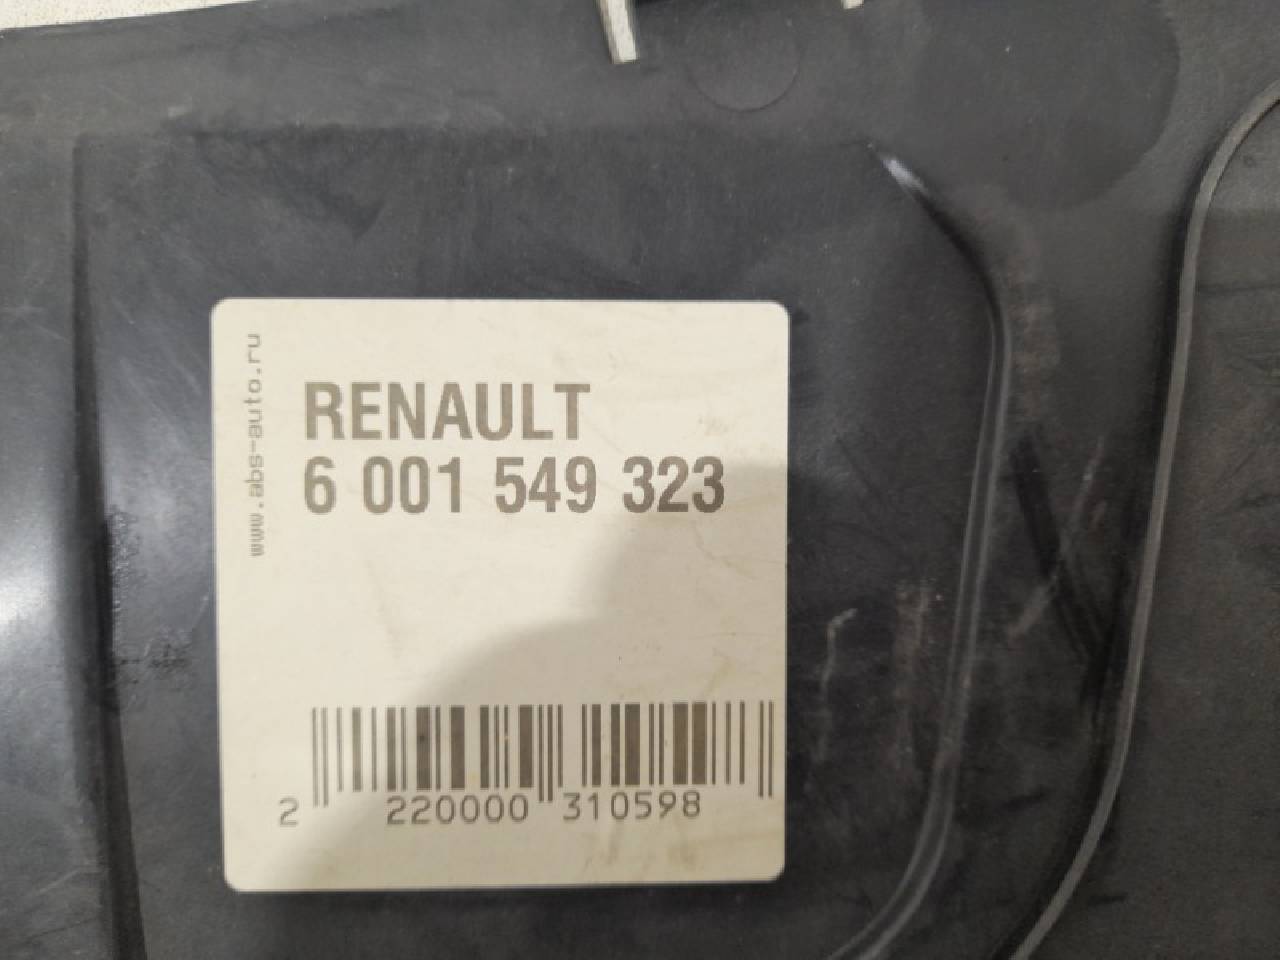 www.abs-auto.ru
RENAULT
6 001 549 323
2 220000 310598